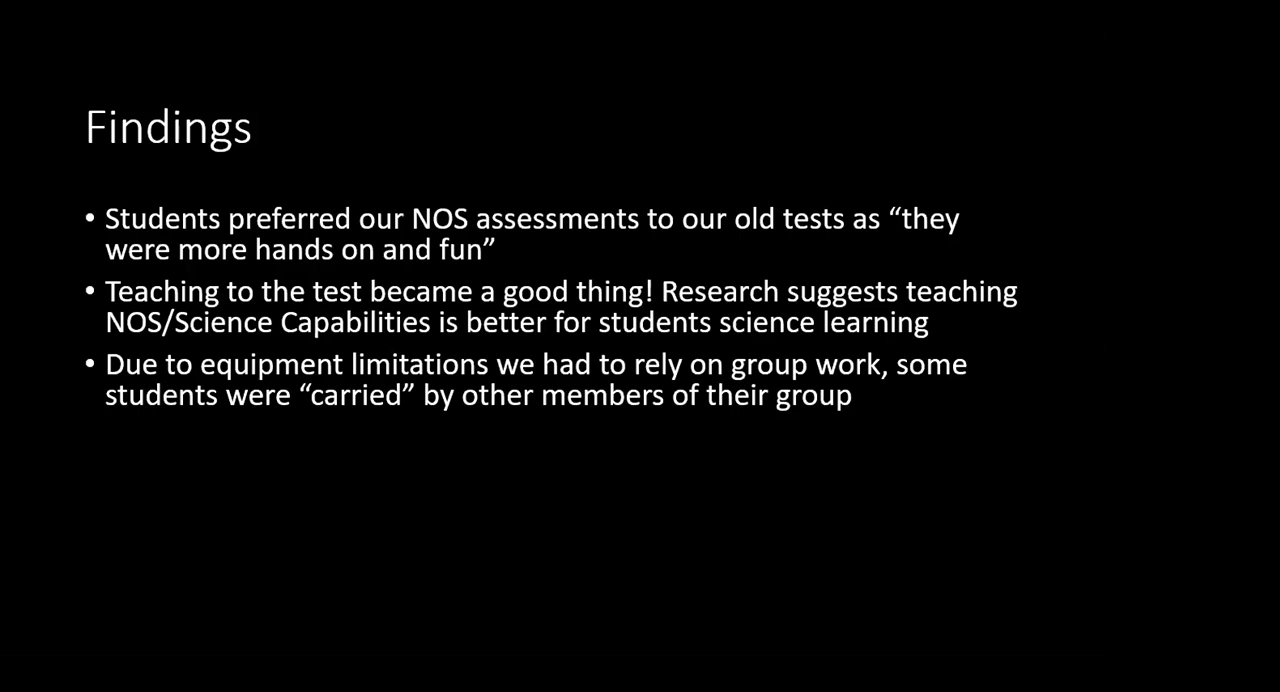 Findings
• Students preferred our NOS assessments to our old tests as “they
were more hands on and fun”
• Teaching to the test became a good thing! Research suggests teaching
NOS/Science Capabilities is better for students science learning
• Due to equipment limitations we had to rely on group work, some
students were “carried” by other members of their group